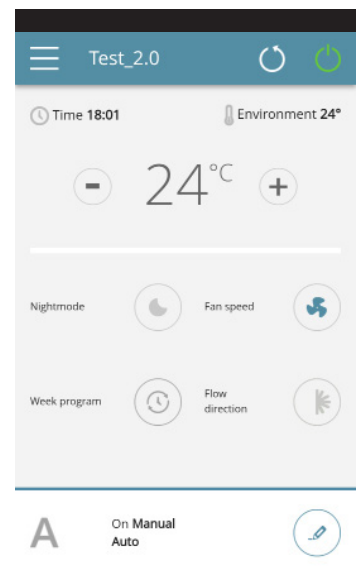 Test_2.0
Time 18:01 Environment 24°
- 24°C +
Nightmode Fan speed
Week program Flow
direction
A On Manual
Auto